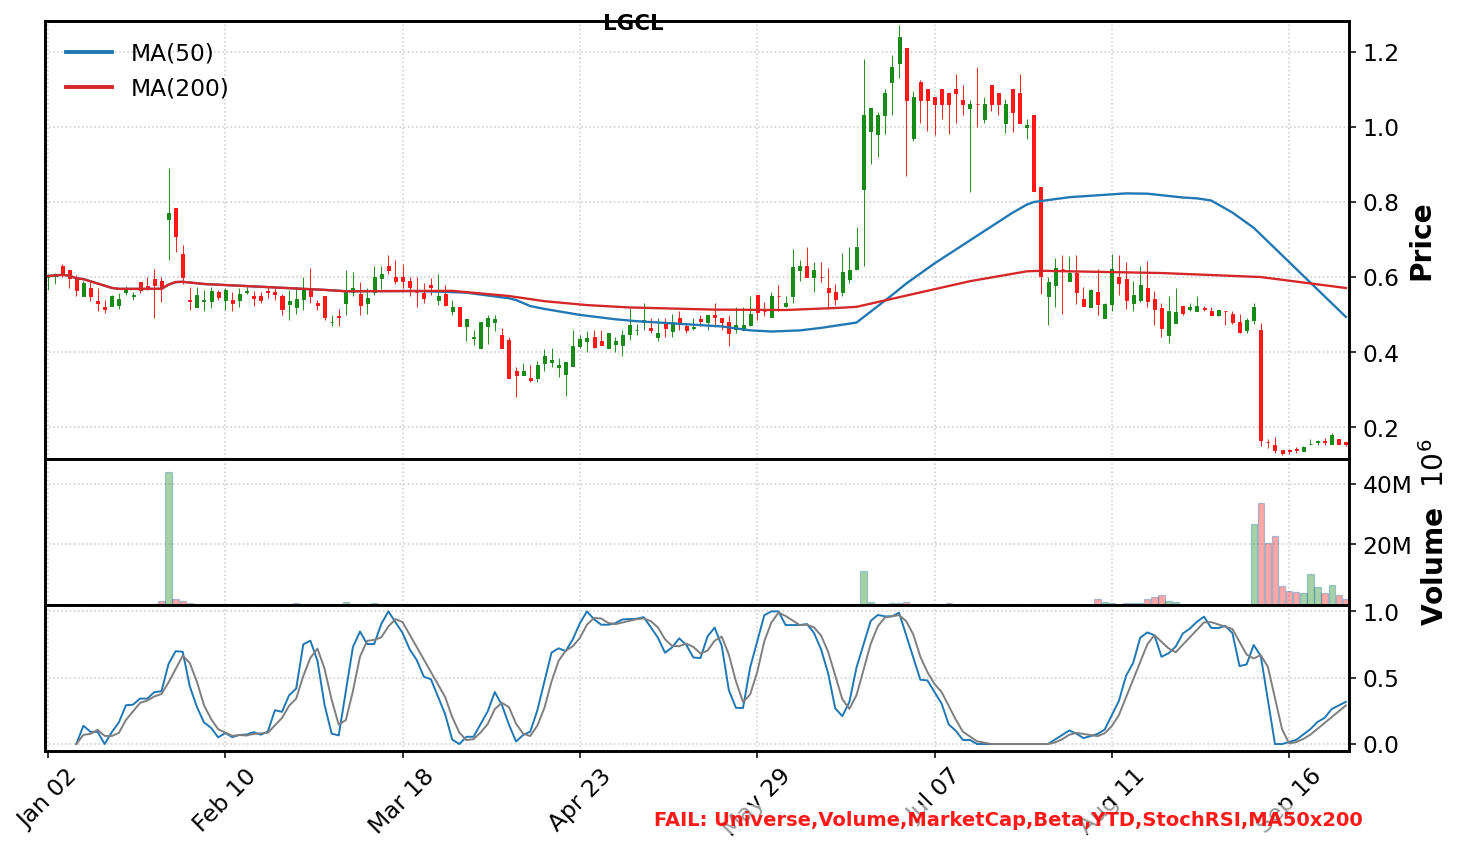 LGCL
MA(50)
MA(200)
1.2
1.0
0.8
0.6
0.4
0.2
Price
40M
20M
Volume 10^6
1.0
0.5
0.0
Jan 02
Feb 10
Mar 18
Apr 23
May 29
Jul 07
Aug 11
Sep 16
FAIL: Universe,Volume,MarketCap,Beta,YTD,StochRSI,MA50x200